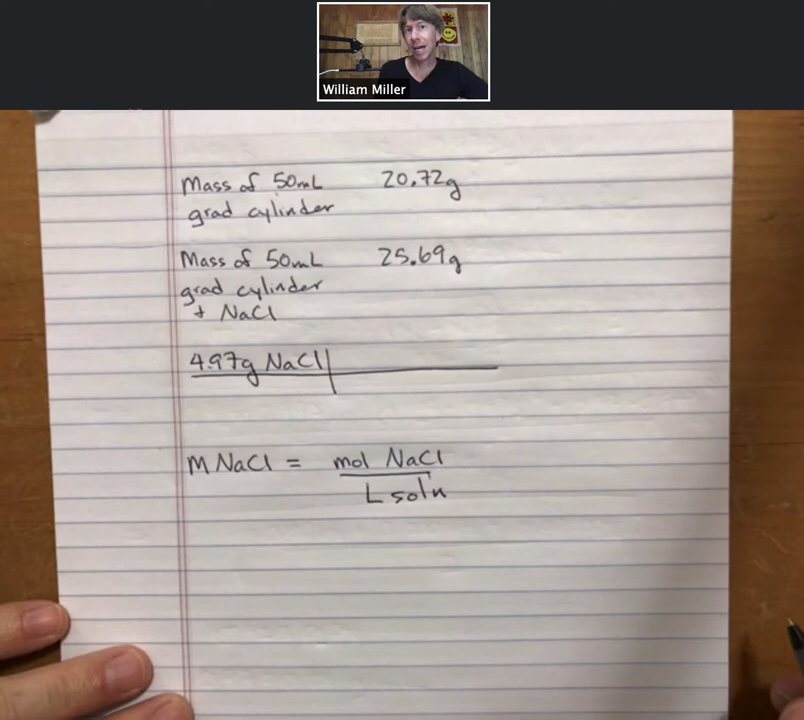 William Miller
Mass of 50mL 20.72g
grad cylinder
Mass of 50mL 25.69g
grad cylinder
+ NaCl
4.97g NaCl
M NaCl = mol NaCl
L soln